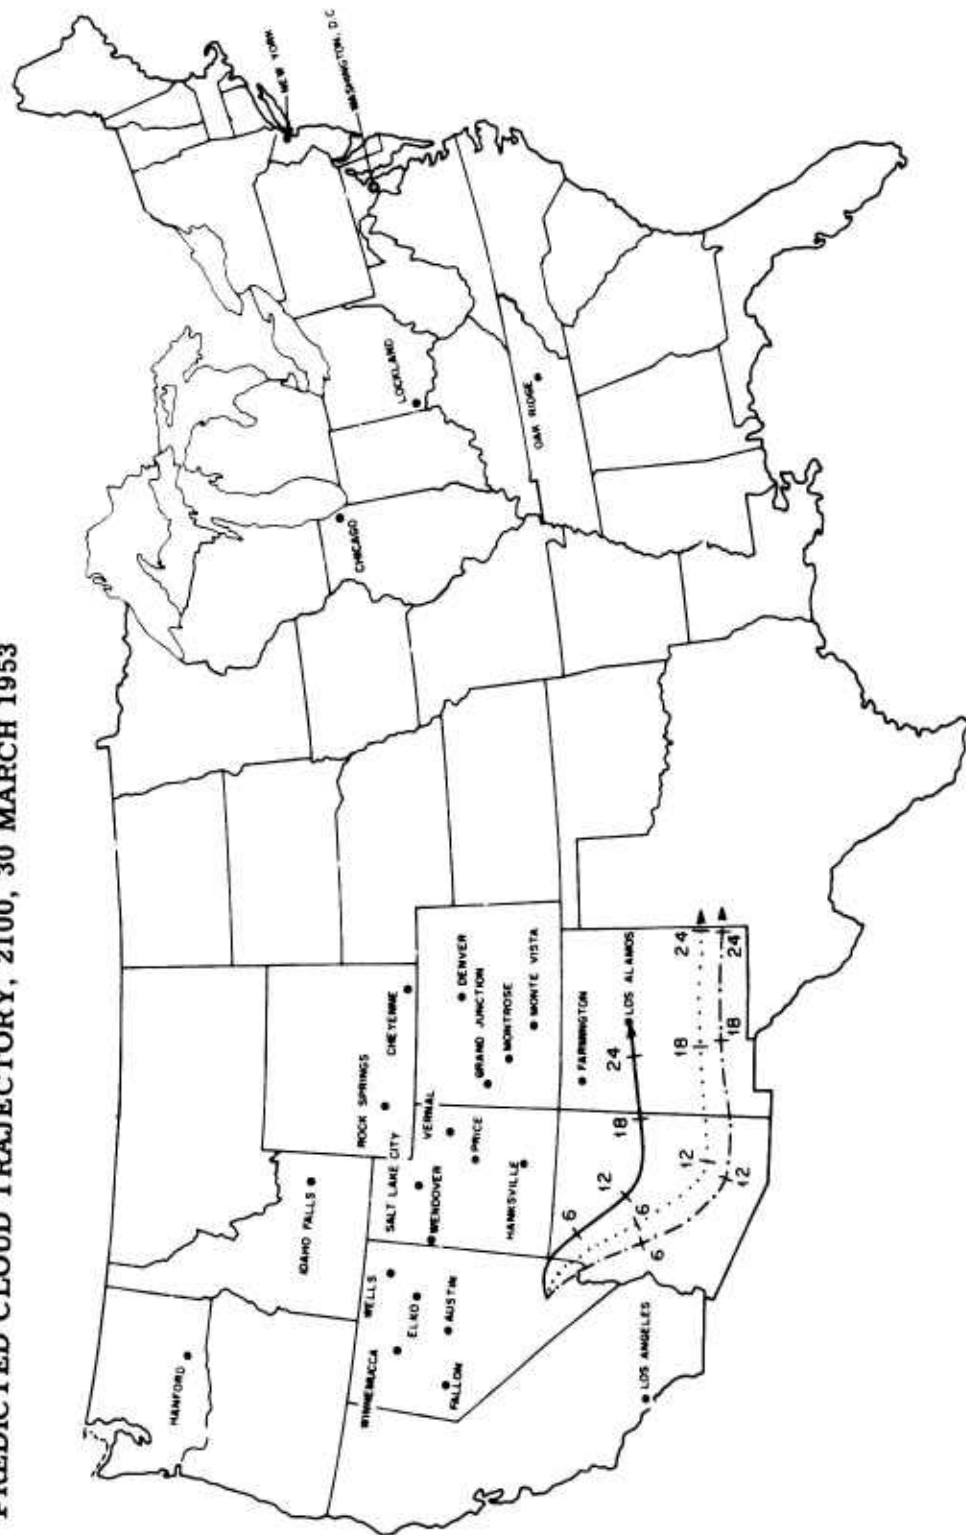 PREDICTED CLOUD TRAJECTORY, 2100, 30 MARCH 1953
HANFORD
IDAHO FALLS
WINNEMUCCA
WELLS
ELKO
AUSTIN
FALLON
SALT LAKE CITY
WENDOVER
VERNAL
PRICE
HANKSVILLE
ROCK SPRINGS
CHEYENNE
DENVER
GRAND JUNCTION
MONTROSE
MONTE VISTA
FARMINGTON
LOS ALAMOS
LOS ANGELES
CHICAGO
LOCKLAND
OAK RIDGE
NEW YORK
WASHINGTON, D C
6
12
18
24
6
12
18
24
6
12
18
24